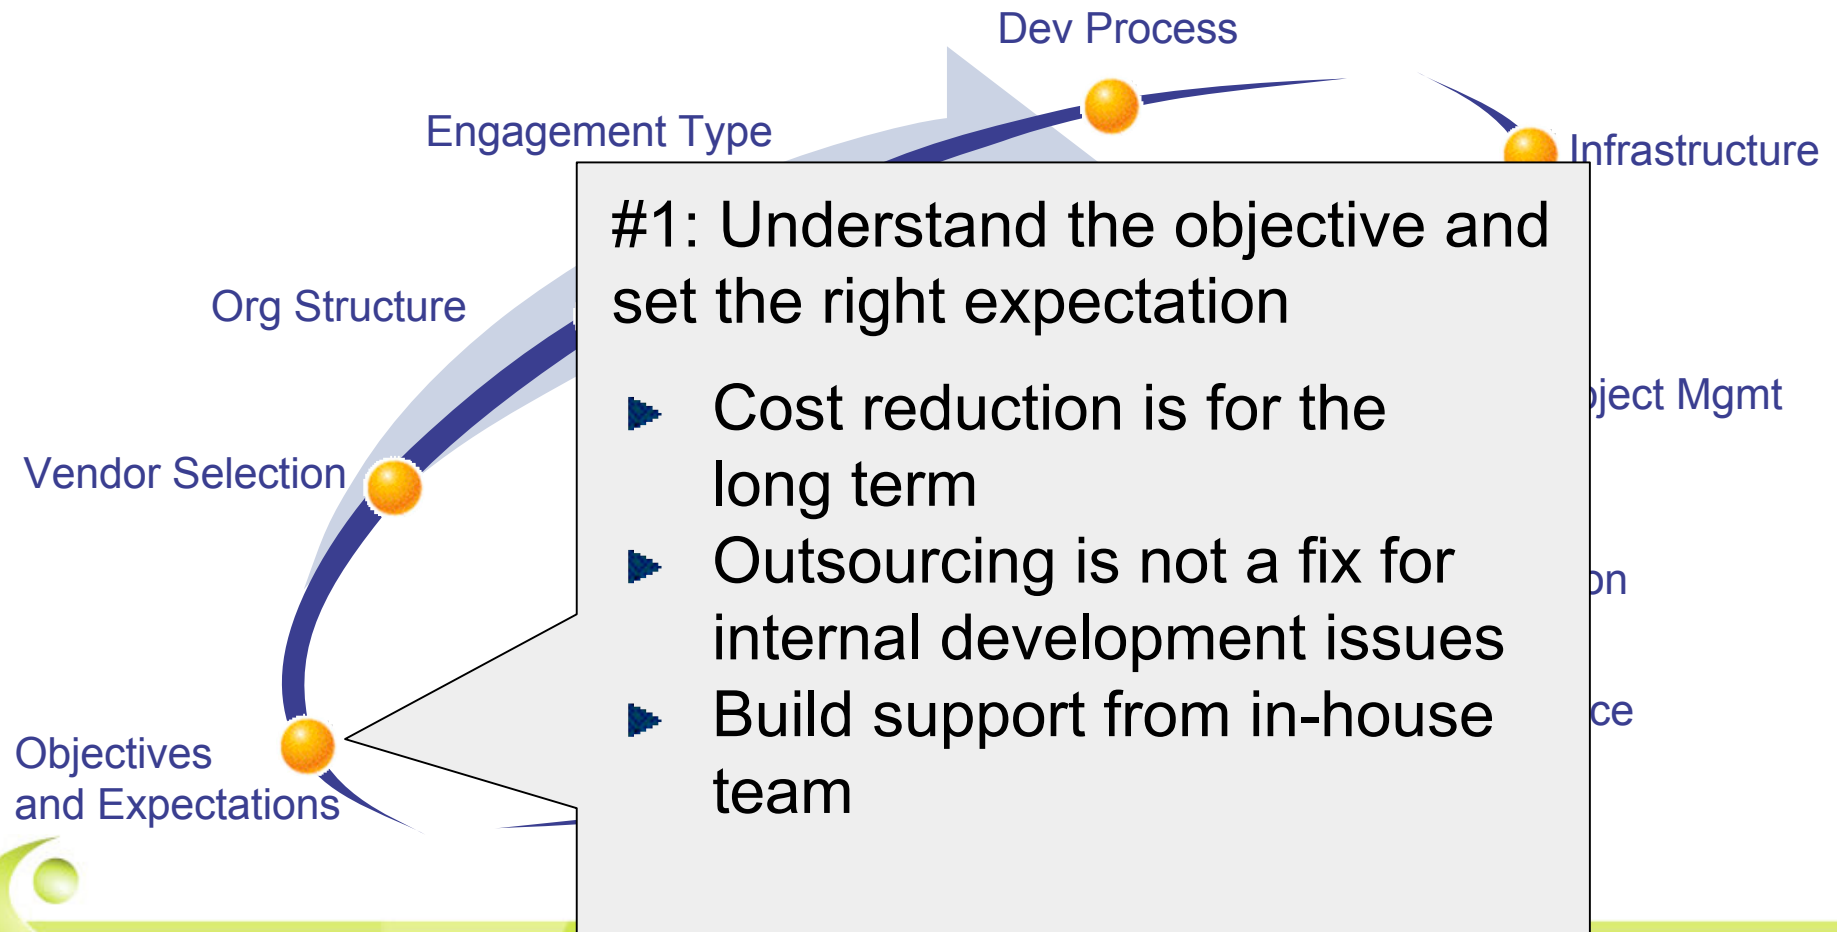 Dev Process
Engagement Type
Infrastructure
#1: Understand the objective and
set the right expectation
Org Structure
Cost reduction is for the
long term
Mgmt
Vendor Selection
Outsourcing is not a fix for
internal development issues
Build support from in-house
team
Objectives
and Expectations